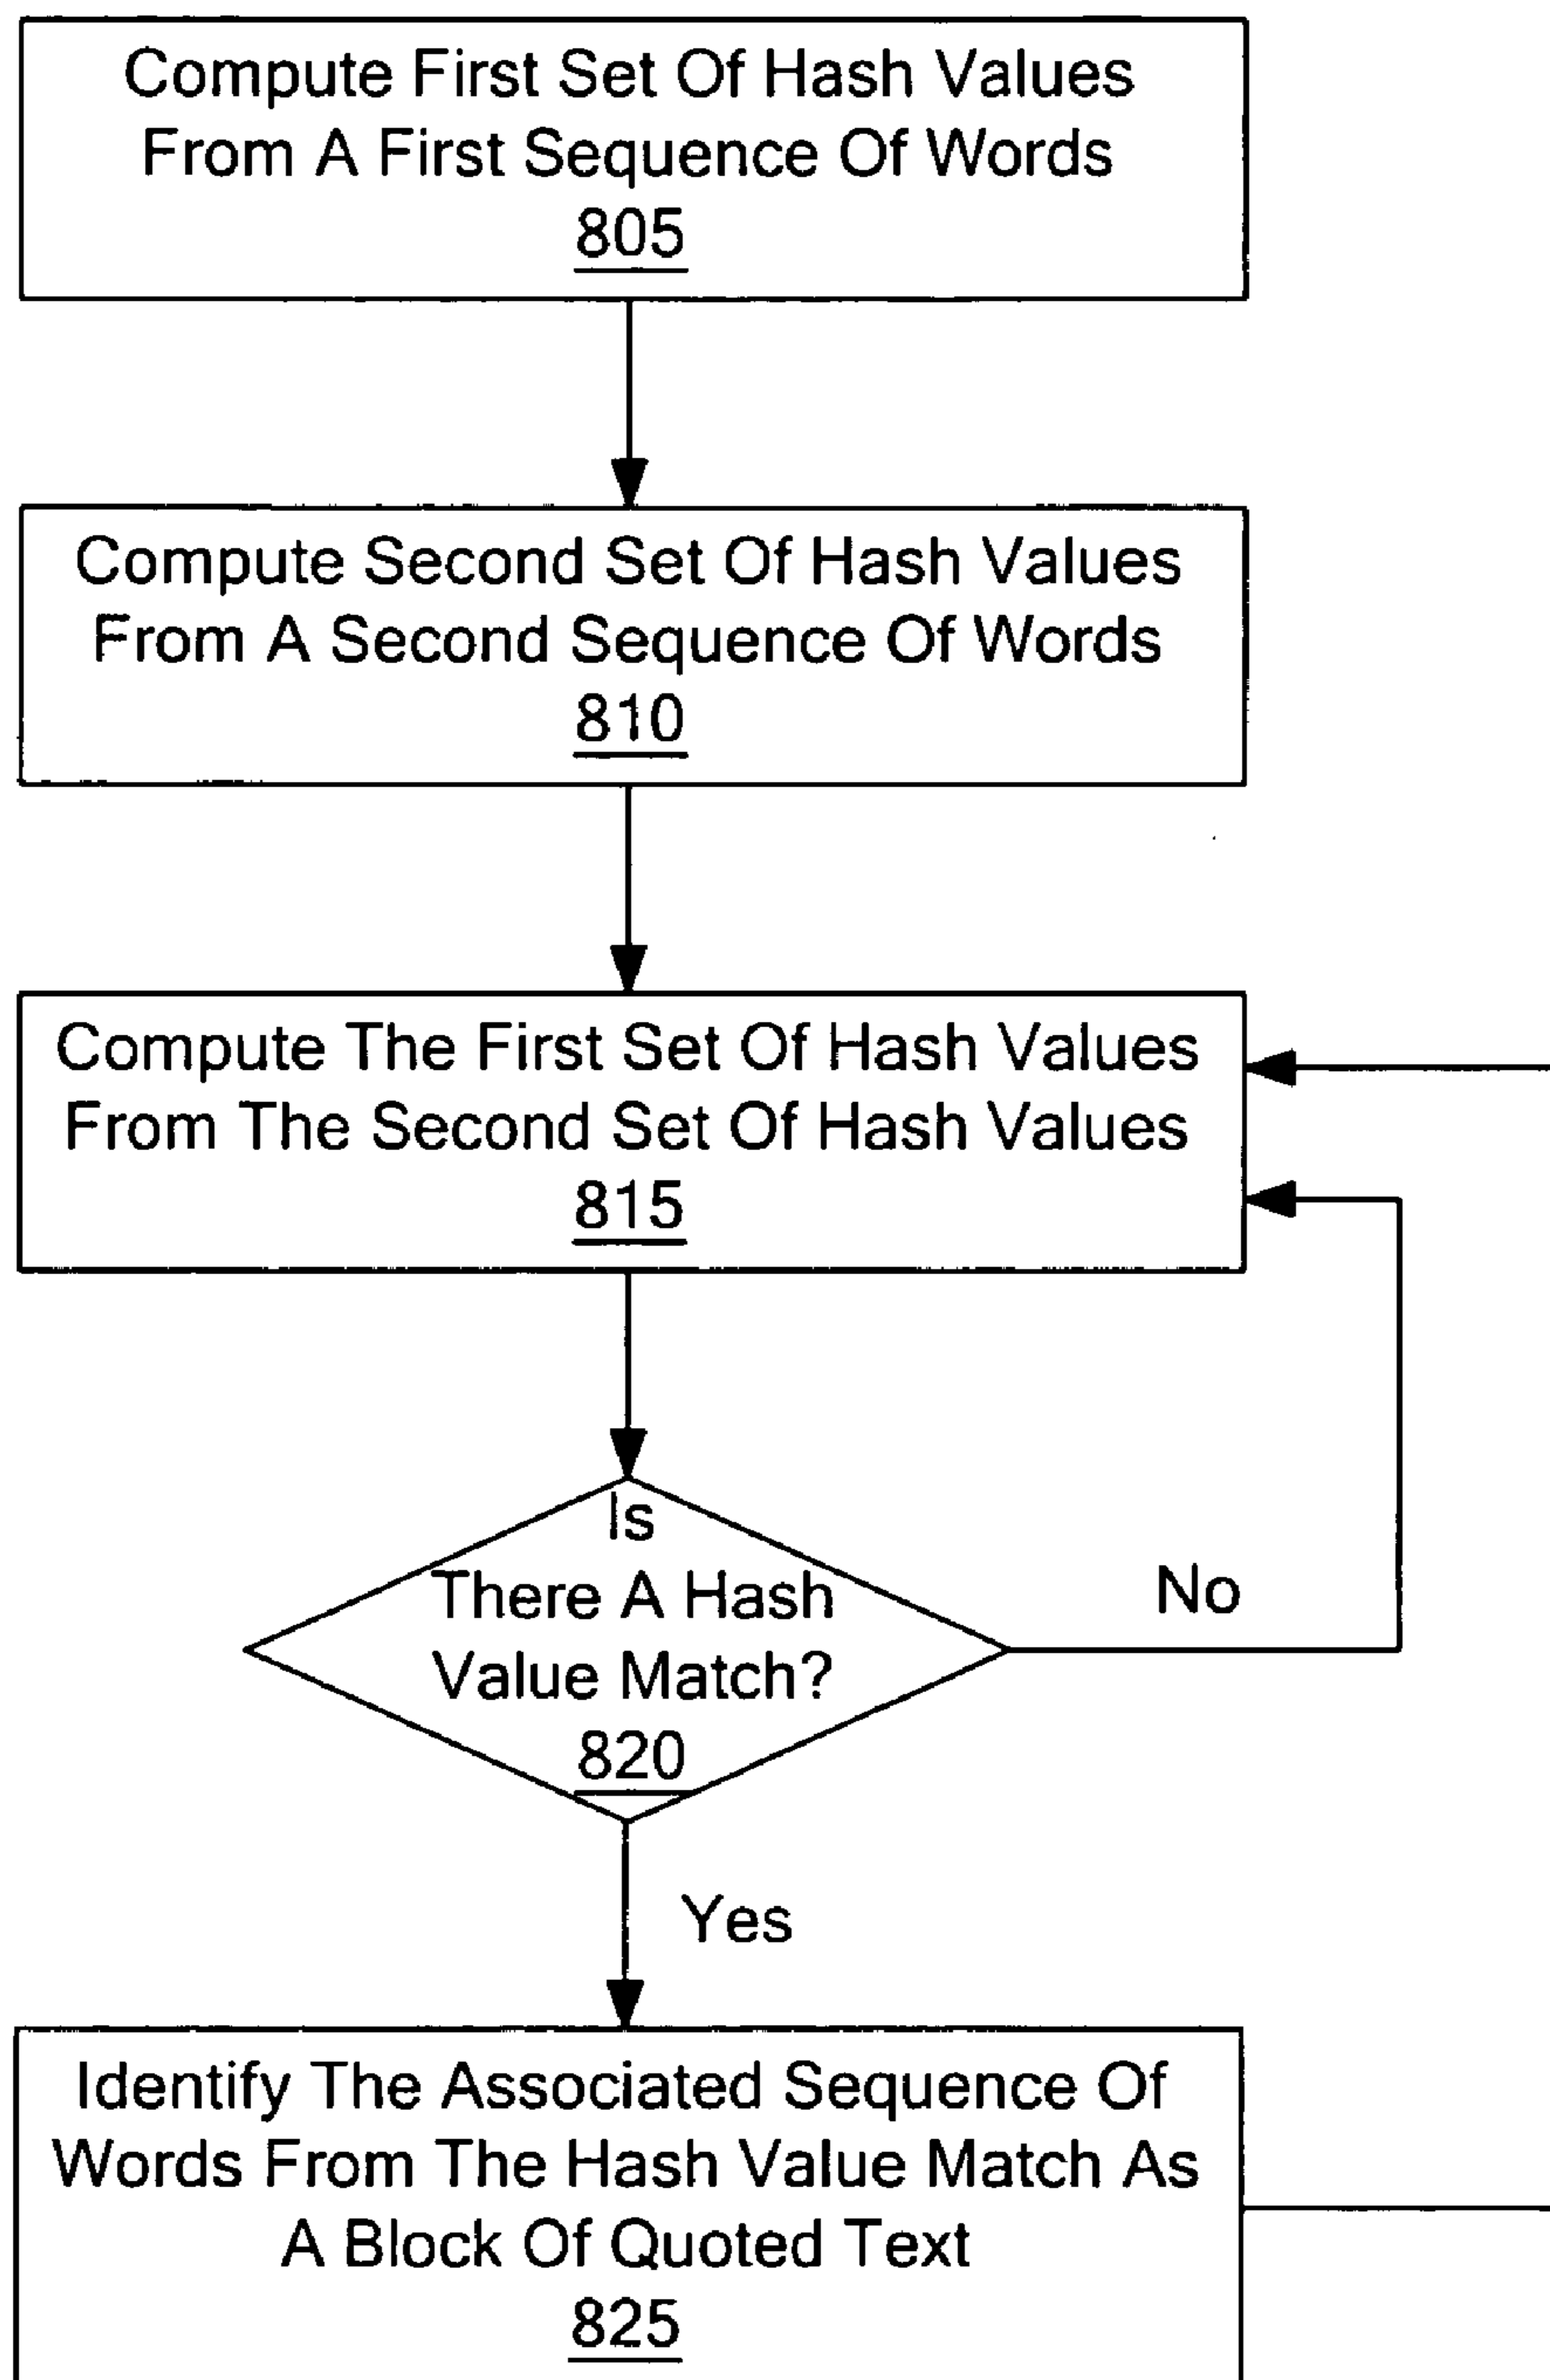 Compute First Set Of Hash Values
From A First Sequence Of Words
805
Compute Second Set Of Hash Values
From A Second Sequence Of Words
810
Compute The First Set Of Hash Values
From The Second Set Of Hash Values
815
Is
There A Hash
Value Match?
820
No
Yes
Identify The Associated Sequence Of
Words From The Hash Value Match As
A Block Of Quoted Text
825